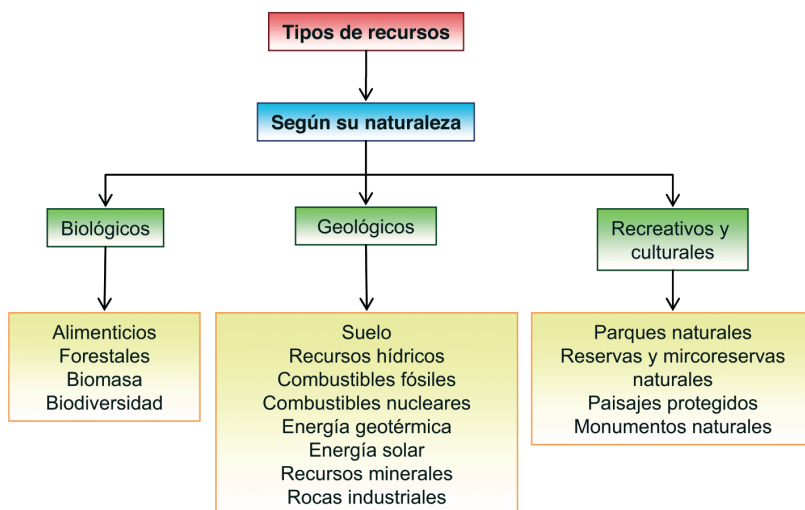 Tipos de recursos
Según su naturaleza
Biológicos
Geológicos
Recreativos y
culturales
Alimenticios
Forestales
Biomasa
Biodiversidad
Suelo
Recursos hídricos
Combustibles fósiles
Combustibles nucleares
Energía geotérmica
Energía solar
Recursos minerales
Rocas industriales
Parques naturales
Reservas y mircoreservas
naturales
Paisajes protegidos
Monumentos naturales